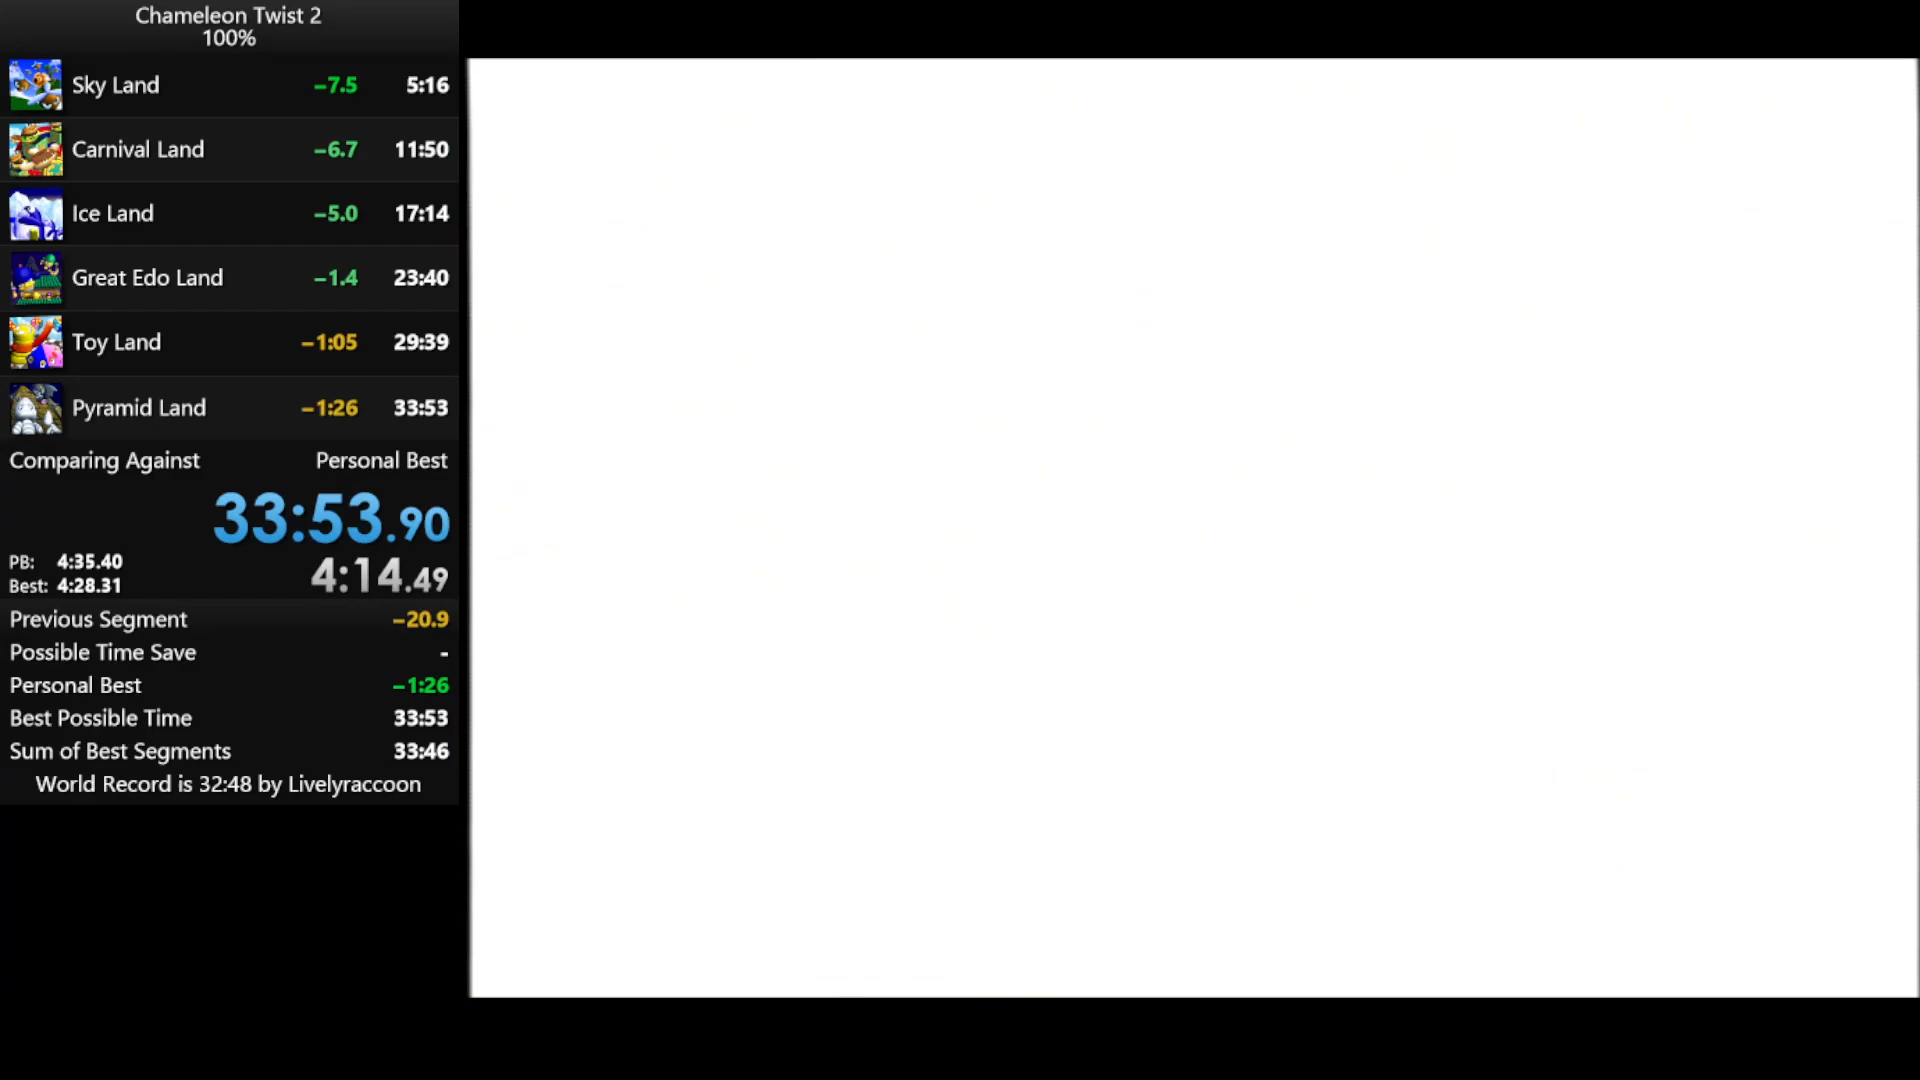 Chameleon Twist 2
100%
Sky Land −7.5 5:16
Carnival Land −6.7 11:50
Ice Land −5.0 17:14
Great Edo Land −1.4 23:40
Toy Land −1:05 29:39
Pyramid Land −1:26 33:53
Comparing Against Personal Best
33:53.90
PB: 4:35.40
Best: 4:28.31
4:14.49
Previous Segment −20.9
Possible Time Save -
Personal Best −1:26
Best Possible Time 33:53
Sum of Best Segments 33:46
World Record is 32:48 by Livelyraccoon